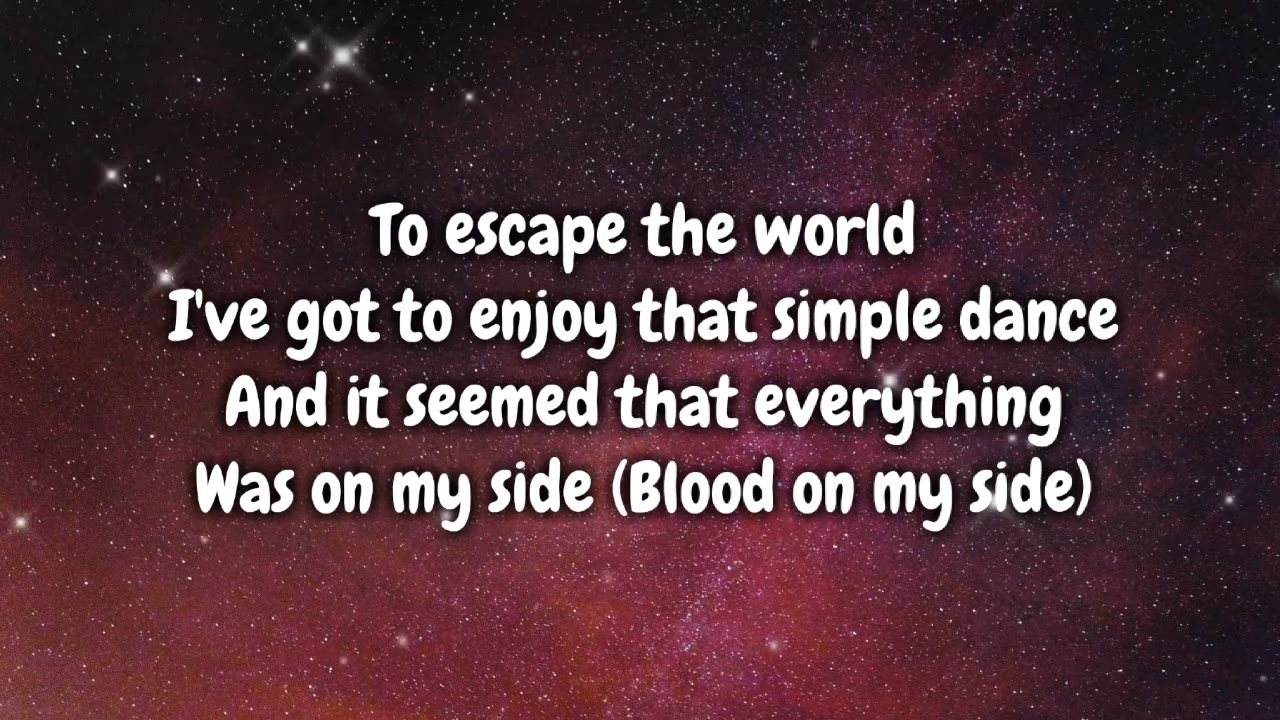 To escape the world
I've got to enjoy that simple dance
And it seemed that everything
Was on my side (Blood on my side)